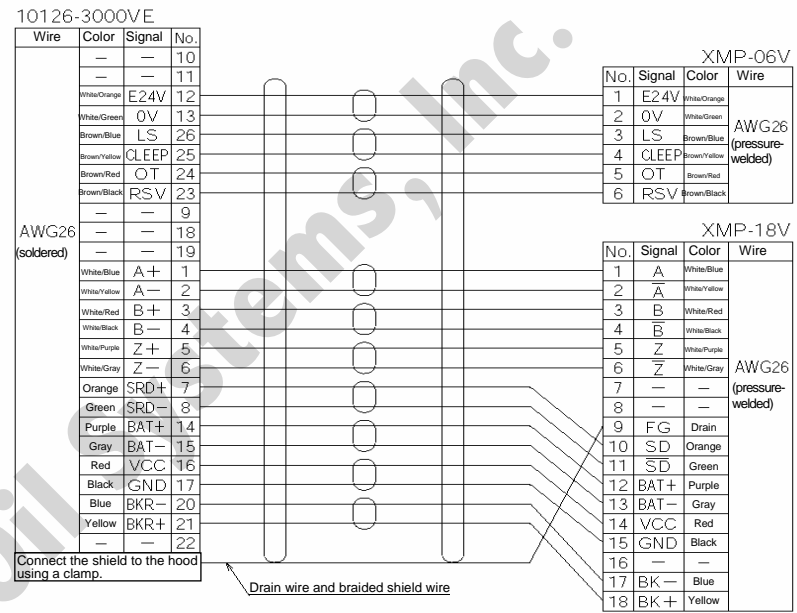 10126-3000VE
Wire Color Signal No.
— — 10
— — 11
White/Orange E24V 12
White/Green 0V 13
Brown/Blue LS 26
Brown/Yellow CLEEP 25
Brown/Red OT 24
Brown/Black RSV 23
— — 9
AWG26 — — 18
(soldered) — — 19
White/Blue A+ 1
White/Yellow A− 2
White/Red B+ 3
White/Black B− 4
White/Purple Z+ 5
White/Gray Z− 6
Orange SRD+ 7
Green SRD− 8
Purple BAT+ 14
Gray BAT− 15
Red VCC 16
Black GND 17
Blue BKR− 20
Yellow BKR+ 21
— — 22
Connect the shield to the hood
using a clamp.
Drain wire and braided shield wire
XMP-06V
No. Signal Color Wire
1 E24V White/Orange
2 0V White/Green
3 LS Brown/Blue
4 CLEEP Brown/Yellow
5 OT Brown/Red
6 RSV Brown/Black
AWG26
(pressure-
welded)
XMP-18V
No. Signal Color Wire
1 A White/Blue
2 A̅ White/Yellow
3 B White/Red
4 B̅ White/Black
5 Z White/Purple
6 Z̅ White/Gray
7 — —
8 — —
9 FG Drain
10 SD Orange
11 S̅D̅ Green
12 BAT+ Purple
13 BAT− Gray
14 VCC Red
15 GND Black
16 — —
17 BK− Blue
18 BK+ Yellow
AWG26
(pressure-
welded)
Systems, Inc.